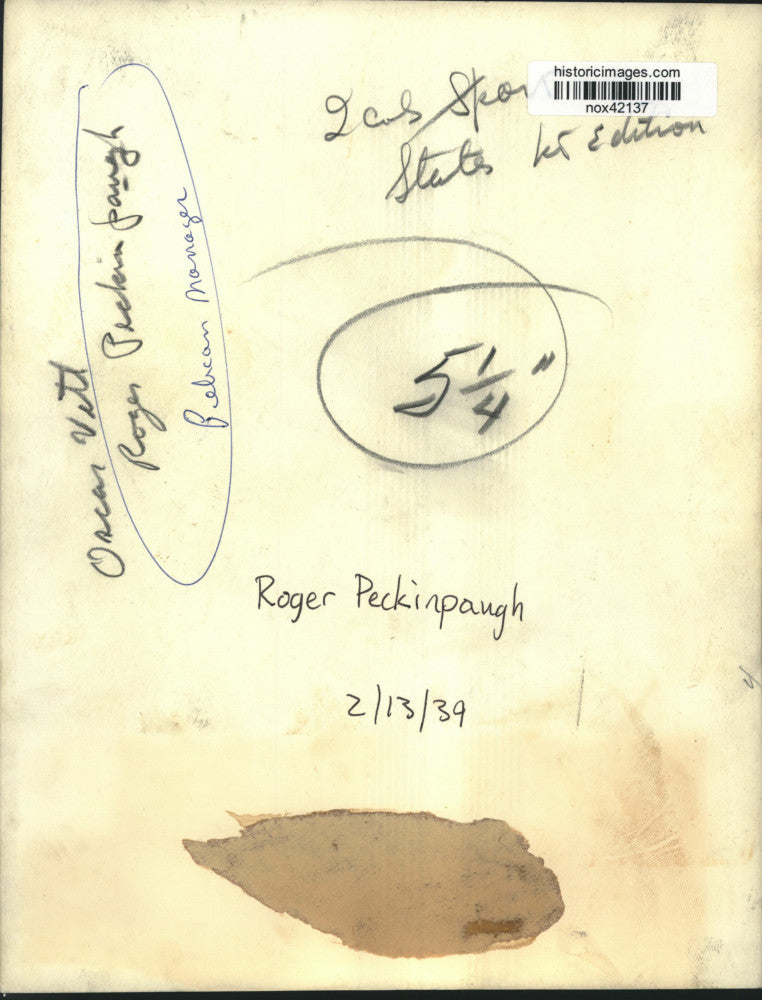 historicimages.com
nox42137
2 cols Spor
States 1st Edition
Oscar Vitt
Roger Peckinpaugh
Pelican Manager
5 1/4"
Roger Peckinpaugh
2/13/39